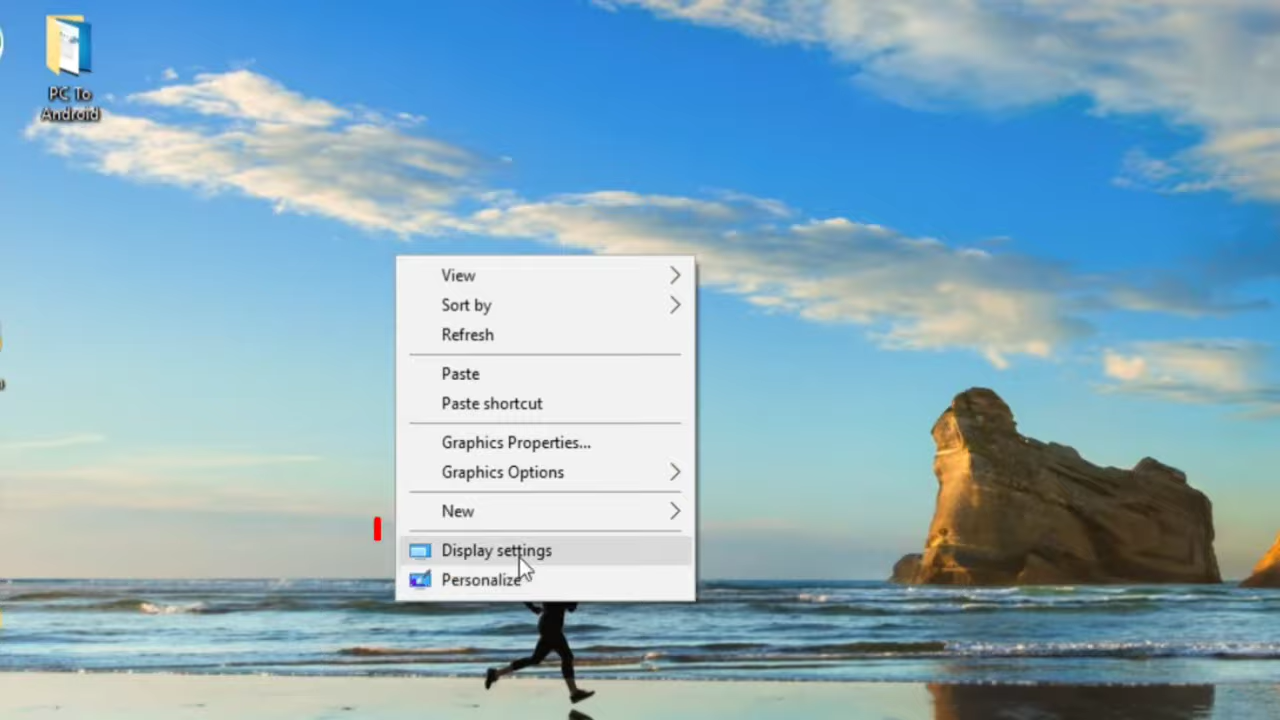 PC To
Android
View
Sort by
Refresh
Paste
Paste shortcut
Graphics Properties...
Graphics Options
New
Display settings
Personalize